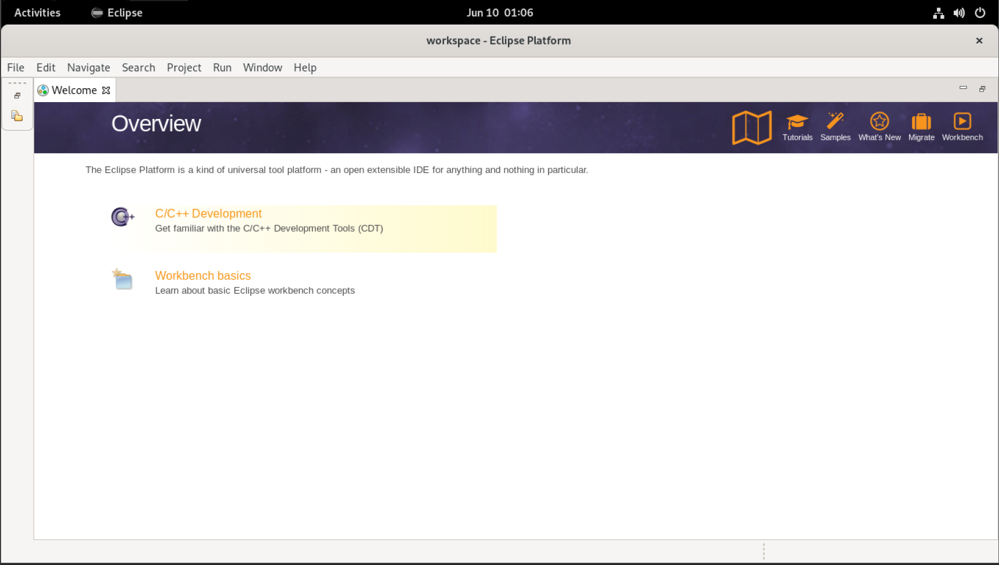 Activities Eclipse Jun 10 01:06
workspace - Eclipse Platform
File Edit Navigate Search Project Run Window Help
Welcome
Overview
Tutorials Samples What's New Migrate Workbench
The Eclipse Platform is a kind of universal tool platform - an open extensible IDE for anything and nothing in particular.
C/C++ Development
Get familiar with the C/C++ Development Tools (CDT)
Workbench basics
Learn about basic Eclipse workbench concepts